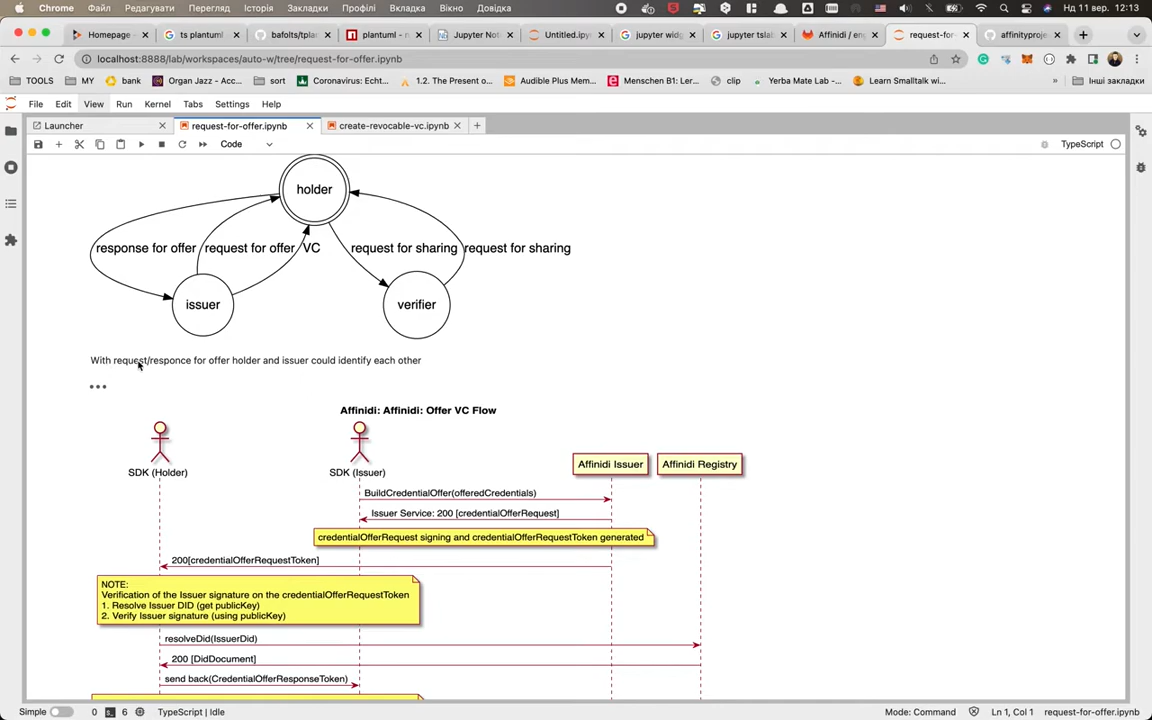 Chrome Файл Редагувати Перегляд Історія Закладки Профілі Вкладка Вікно Довідка Нд 11 вер. 12:13
Homepage - ts plantuml - bafolts/tplan plantuml - n Jupyter Not Untitled.ipyn jupyter widg jupyter tslab Affinidi / eng request-for- affinityproje
localhost:8888/lab/workspaces/auto-w/tree/request-for-offer.ipynb
TOOLS MY bank Organ Jazz - Acc... sort Coronavirus: Echt... 1.2. The Present o... Audible Plus Mem... Menschen B1: Ler... clip Yerba Mate Lab -... Learn Smalltalk wi... » Інші закладки
File Edit View Run Kernel Tabs Settings Help
Launcher request-for-offer.ipynb create-revocable-vc.ipynb
Code TypeScript
holder
response for offer request for offer VC request for sharing request for sharing
issuer verifier
With request/responce for offer holder and issuer could identify each other
Affinidi: Affinidi: Offer VC Flow
SDK (Holder) SDK (Issuer) Affinidi Issuer Affinidi Registry
BuildCredentialOffer(offeredCredentials)
Issuer Service: 200 [credentialOfferRequest]
credentialOfferRequest signing and credentialOfferRequestToken generated
200[credentialOfferRequestToken]
NOTE:
Verification of the Issuer signature on the credentialOfferRequestToken
1. Resolve Issuer DID (get publicKey)
2. Verify Issuer signature (using publicKey)
resolveDid(IssuerDid)
200 [DidDocument]
send back(CredentialOfferResponseToken)
Simple 0 6 TypeScript | Idle Mode: Command Ln 1, Col 1 request-for-offer.ipynb